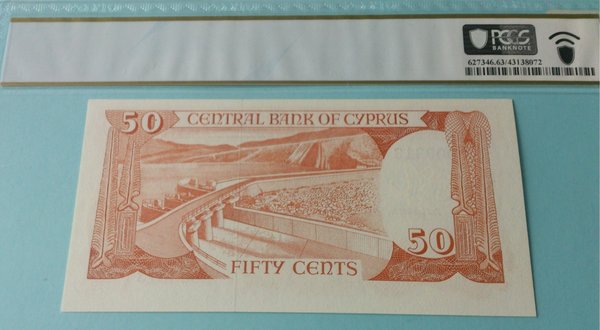 PCGS
BANKNOTE
627346.63/43138072
50 CENTRAL BANK OF CYPRUS
50
FIFTY CENTS